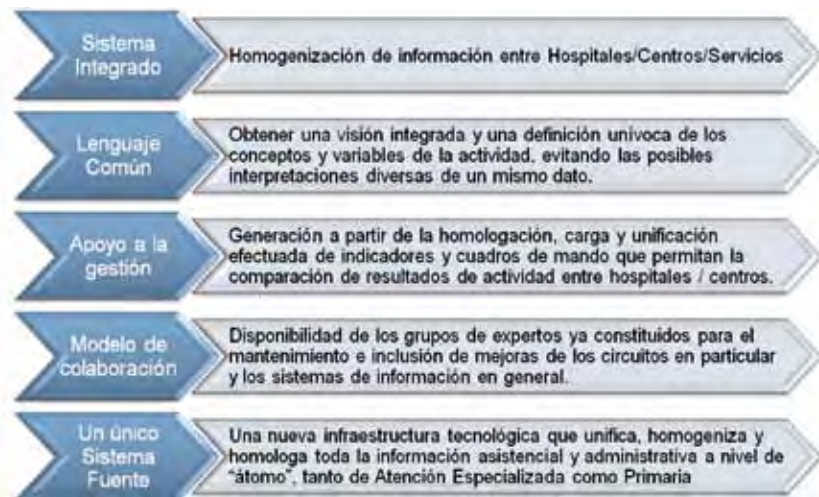 Sistema
Integrado
Homogenización de información entre Hospitales/Centros/Servicios
Lenguaje
Común
Obtener una visión integrada y una definición unívoca de los
conceptos y variables de la actividad, evitando las posibles
interpretaciones diversas de un mismo dato.
Apoyo a la
gestión
Generación a partir de la homologación, carga y unificación
efectuada de indicadores y cuadros de mando que permitan la
comparación de resultados de actividad entre hospitales / centros.
Modelo de
colaboración
Disponibilidad de los grupos de expertos ya constituidos para el
mantenimiento e inclusión de mejoras de los circuitos en particular
y los sistemas de información en general.
Un único
Sistema
Fuente
Una nueva infraestructura tecnológica que unifica, homogeniza y
homologa toda la información asistencial y administrativa a nivel de
"átomo", tanto de Atención Especializada como Primaria